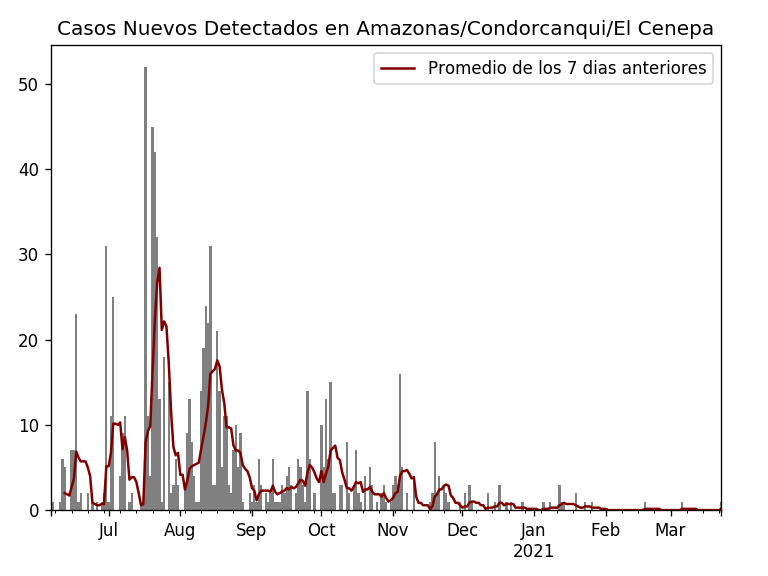 Casos Nuevos Detectados en Amazonas/Condorcanqui/El Cenepa
Promedio de los 7 dias anteriores
50
40
30
20
10
0
Jul Aug Sep Oct Nov Dec Jan Feb Mar
2021